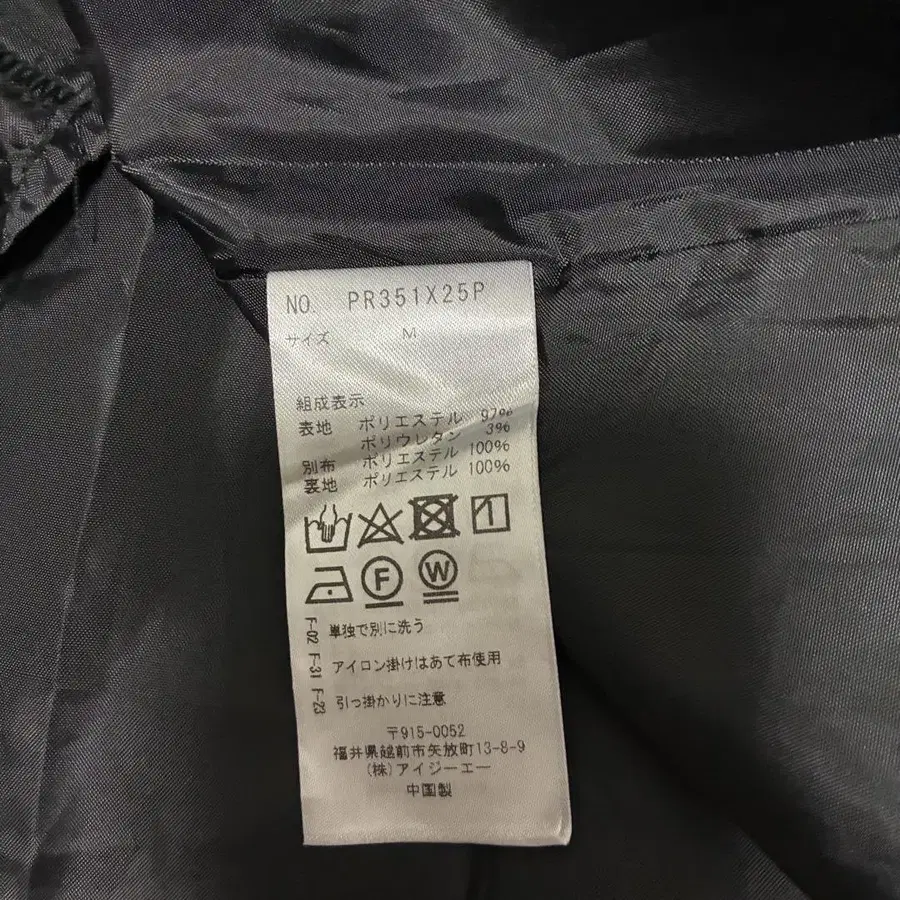 NO. PR351X25P
サイズ M
組成表示
表地 ポリエステル 97%
ポリウレタン 3%
別布 ポリエステル 100%
裏地 ポリエステル 100%
F W
F-02 単独で別に洗う
F-31 アイロン掛けはあて布使用
F-23 引っ掛かりに注意
〒915-0052
福井県越前市矢放町13-8-9
(株)アイジーエー
中国製